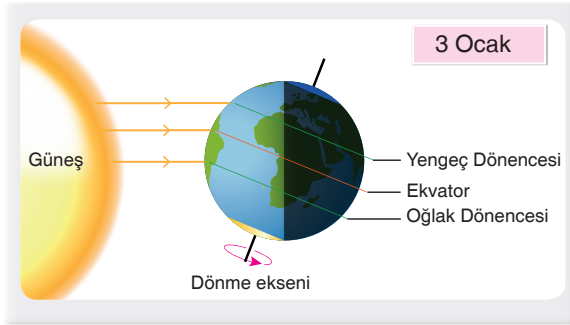 3 Ocak
Güneş
Yengeç Dönencesi
Ekvator
Oğlak Dönencesi
Dönme ekseni